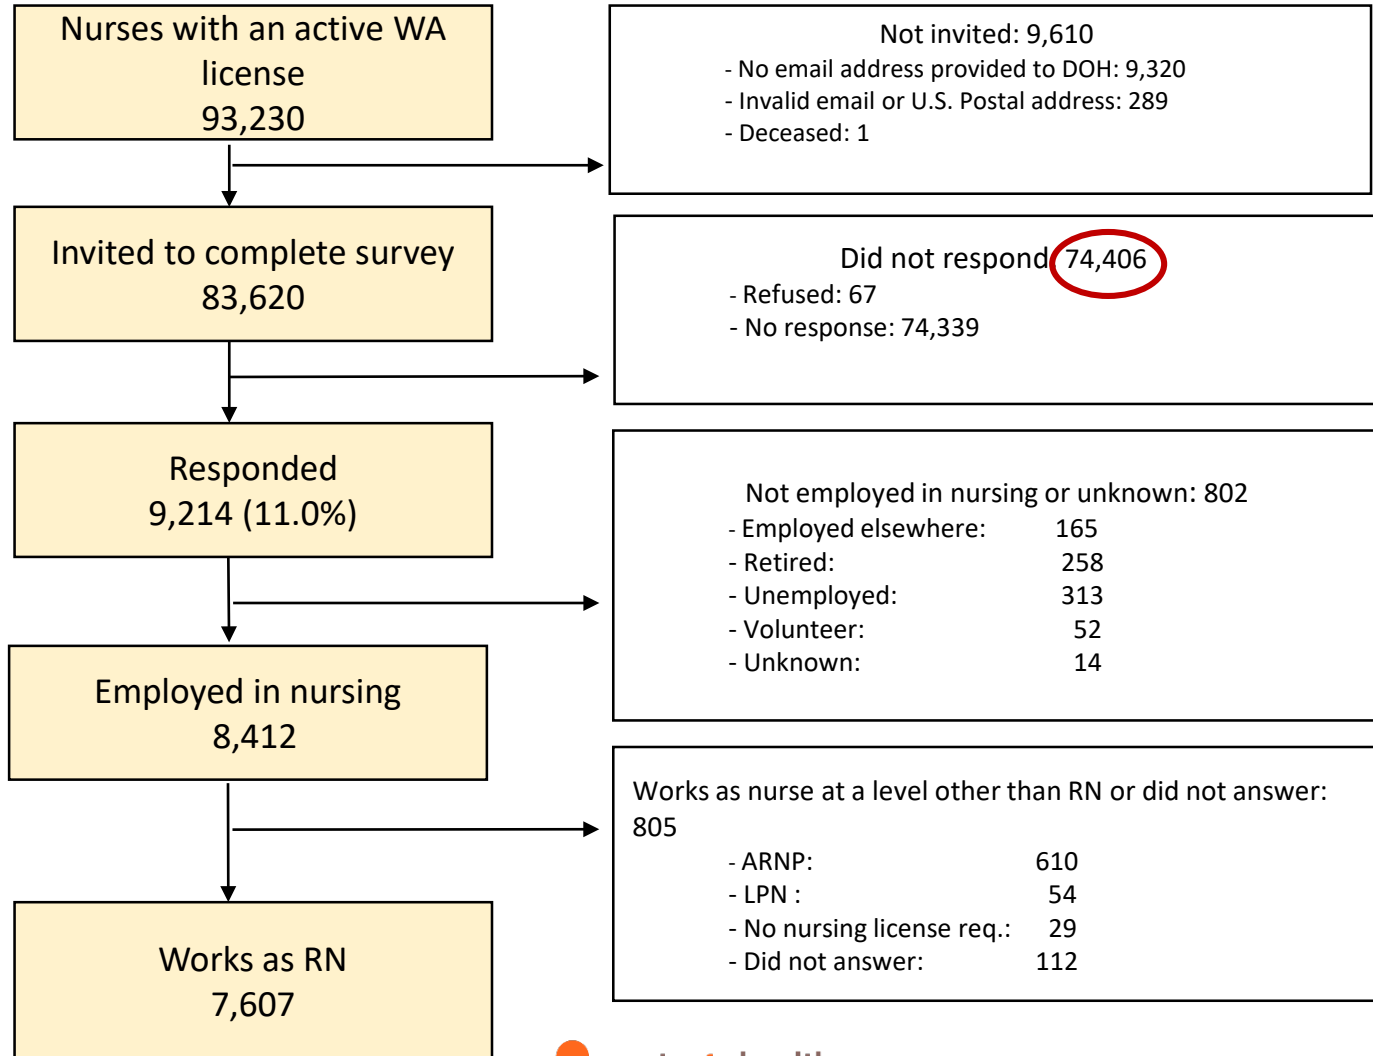 Nurses with an active WA
license
93,230
Not invited: 9,610
- No email address provided to DOH: 9,320
- Invalid email or U.S. Postal address: 289
- Deceased: 1
Invited to complete survey
83,620
Did not respond 74,406
- Refused: 67
- No response: 74,339
Responded
9,214 (11.0%)
Not employed in nursing or unknown: 802
- Employed elsewhere: 165
- Retired: 258
- Unemployed: 313
- Volunteer: 52
- Unknown: 14
Employed in nursing
8,412
Works as nurse at a level other than RN or did not answer:
805
- ARNP: 610
- LPN : 54
- No nursing license req.: 29
- Did not answer: 112
Works as RN
7,607